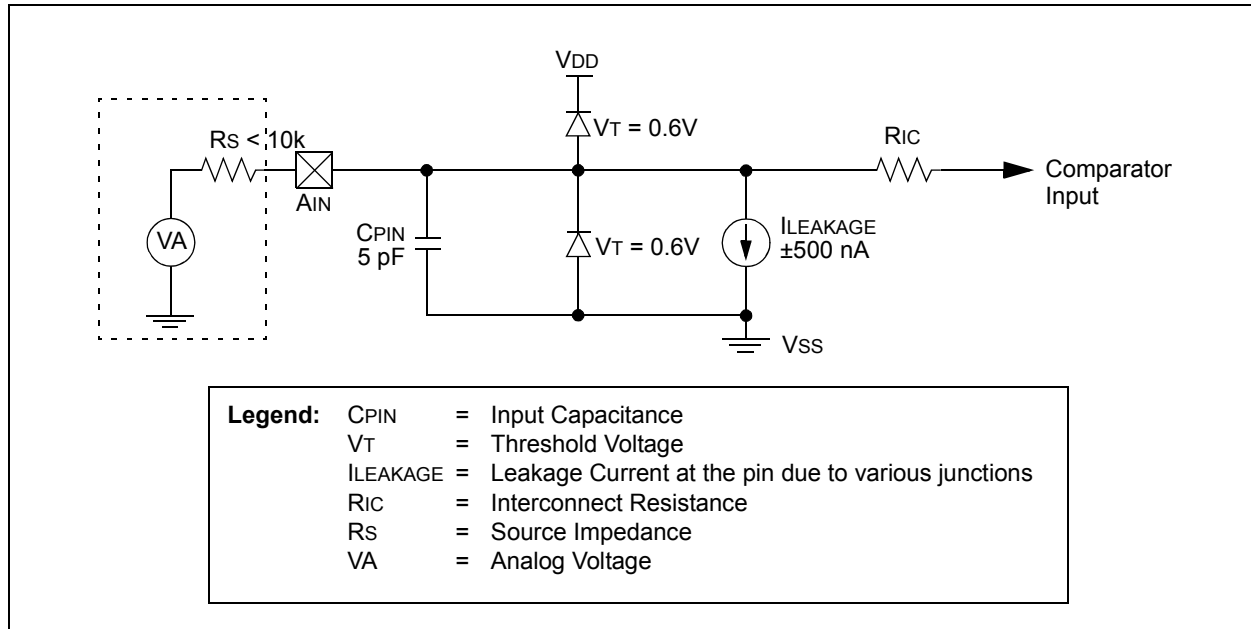 VDD
VT = 0.6V
RS < 10k
RIC
AIN
Comparator
Input
VA
CPIN
5 pF
VT = 0.6V
ILEAKAGE
±500 nA
VSS
Legend: CPIN = Input Capacitance
VT = Threshold Voltage
ILEAKAGE = Leakage Current at the pin due to various junctions
RIC = Interconnect Resistance
RS = Source Impedance
VA = Analog Voltage